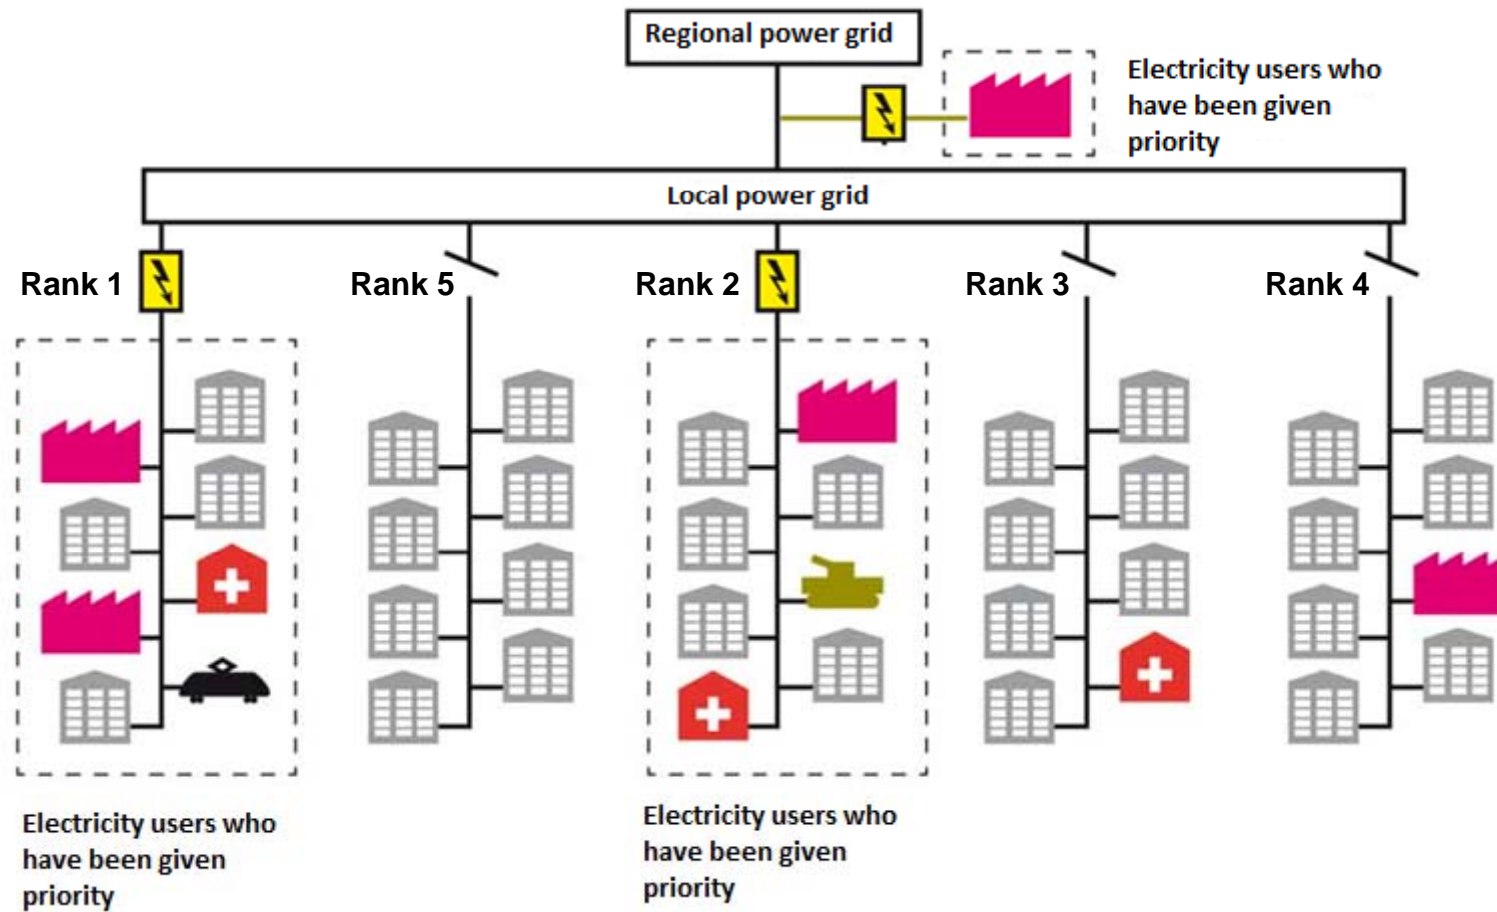 Regional power grid
Electricity users who
have been given
priority
Local power grid
Rank 1
Rank 5
Rank 2
Rank 3
Rank 4
Electricity users who
have been given
priority
Electricity users who
have been given
priority